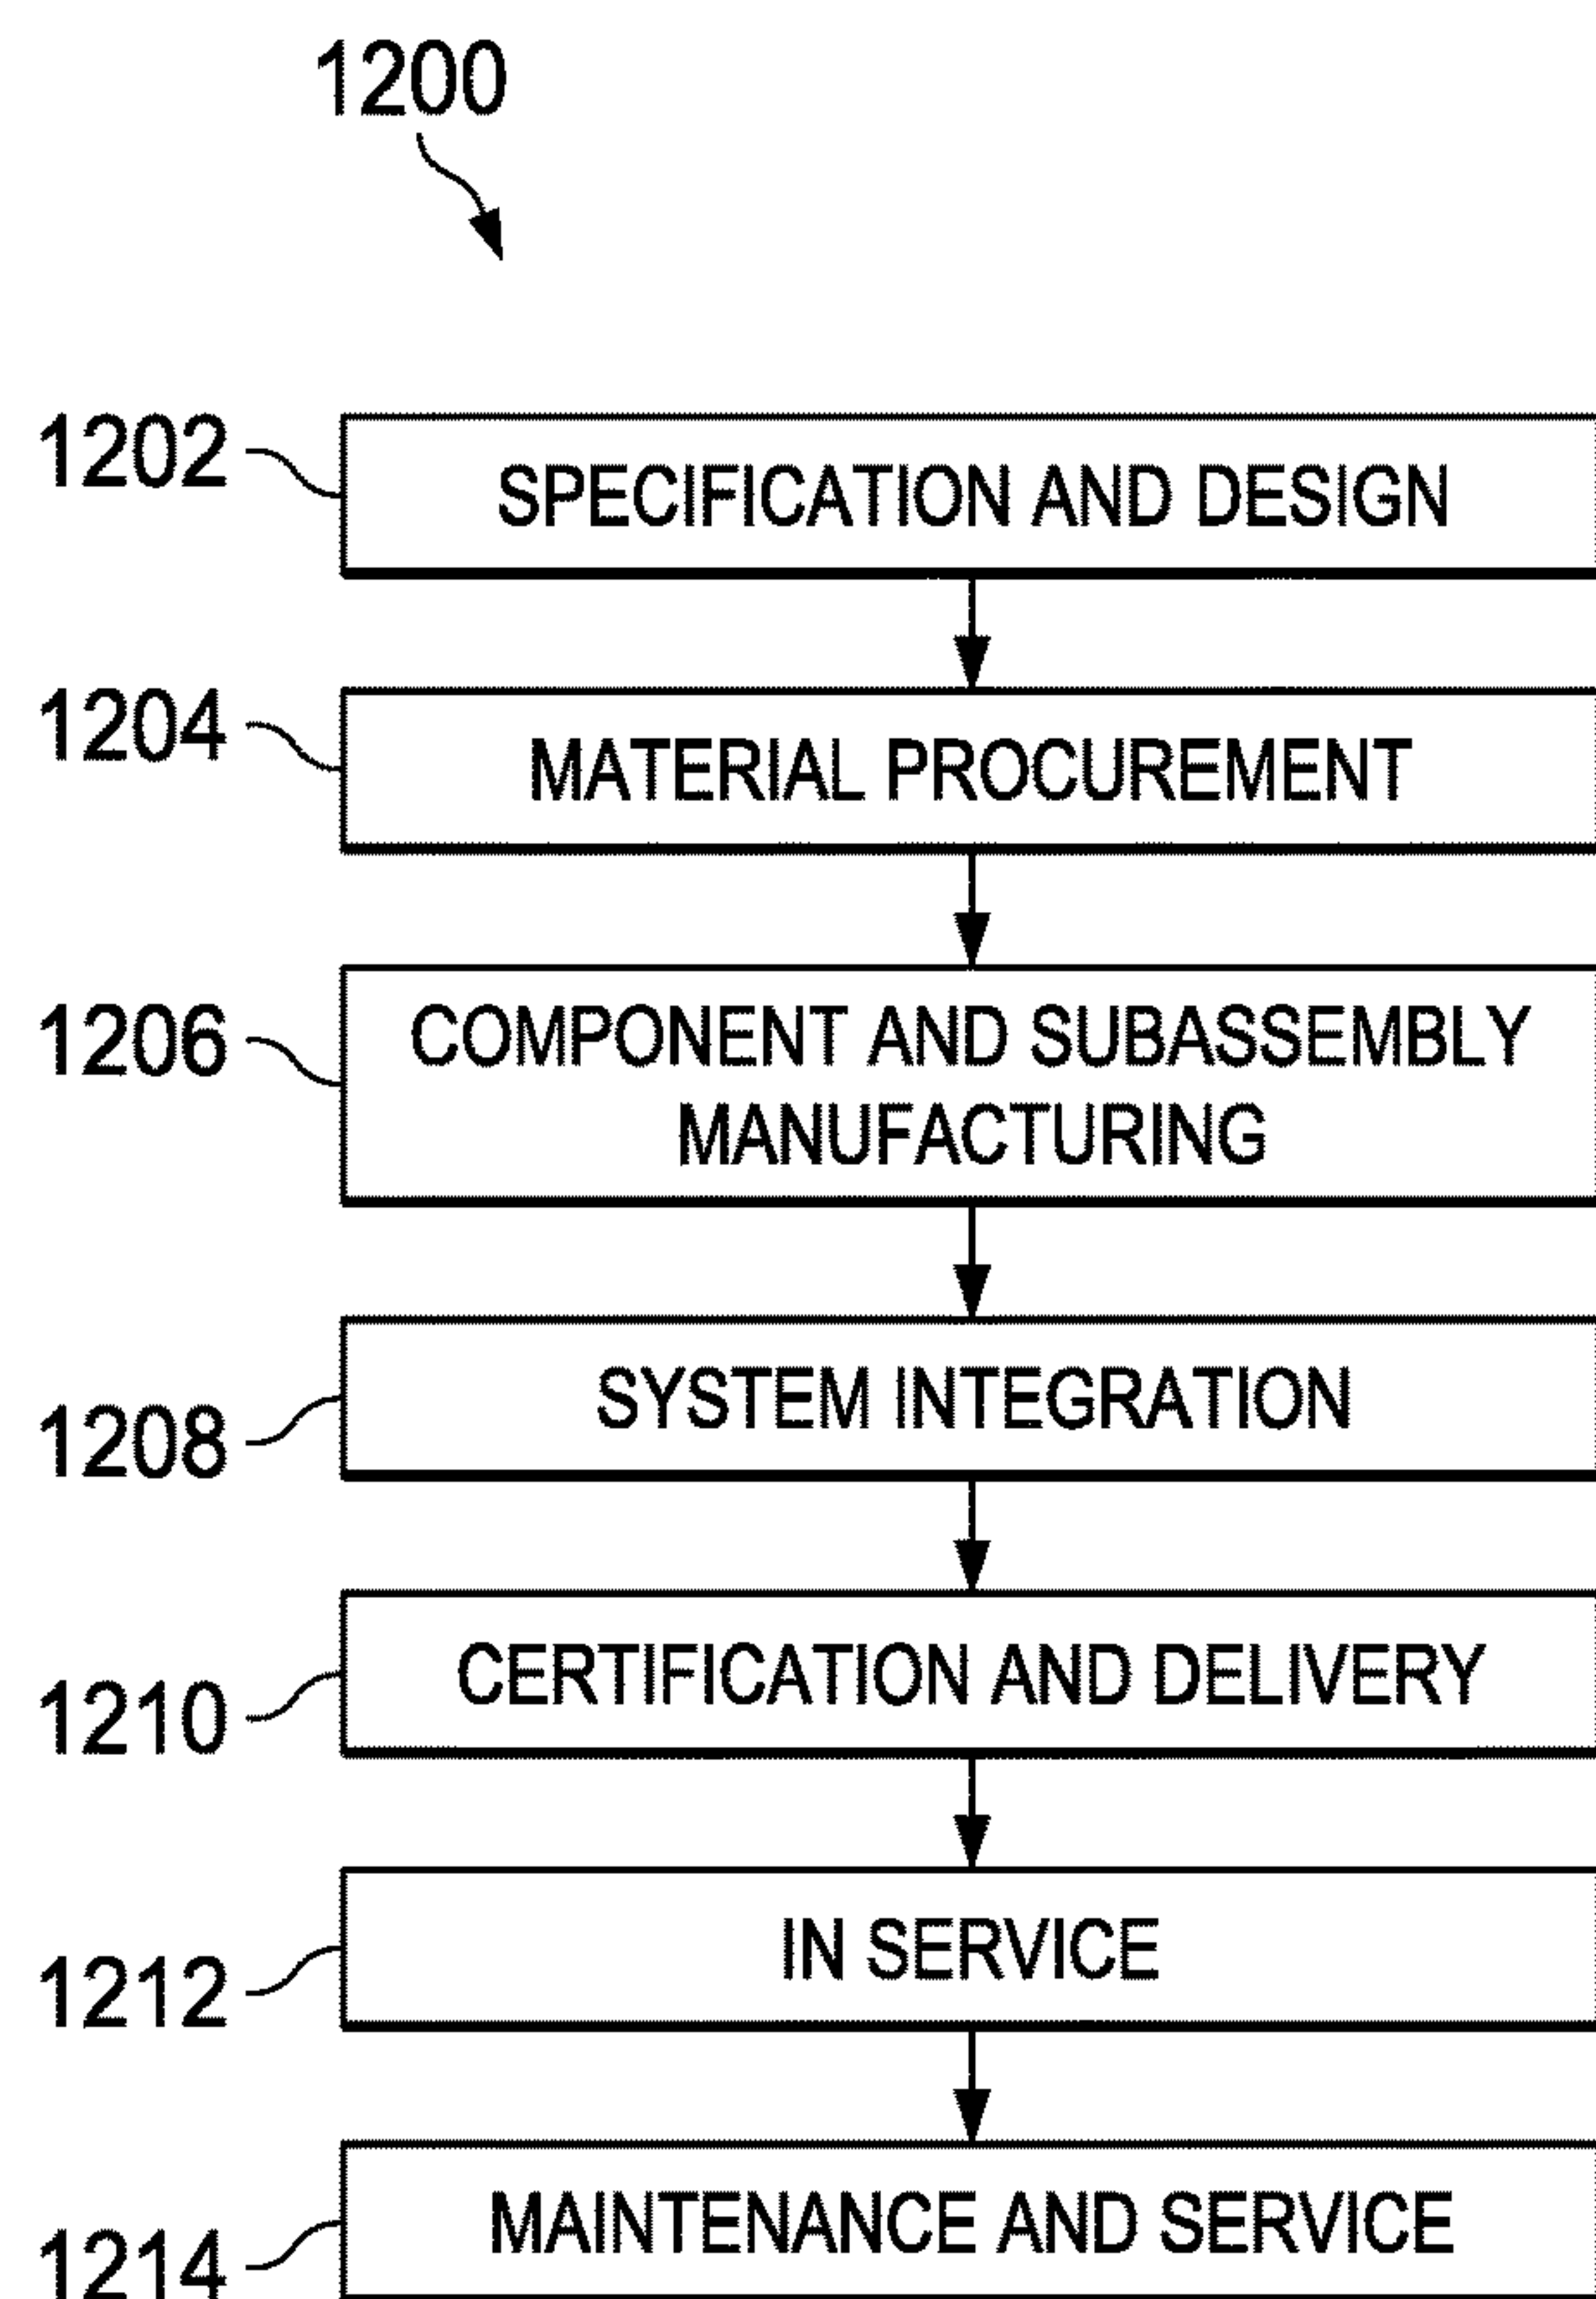 1200
1202
SPECIFICATION AND DESIGN
1204
MATERIAL PROCUREMENT
1206
COMPONENT AND SUBASSEMBLY
MANUFACTURING
1208
SYSTEM INTEGRATION
1210
CERTIFICATION AND DELIVERY
1212
IN SERVICE
1214
MAINTENANCE AND SERVICE